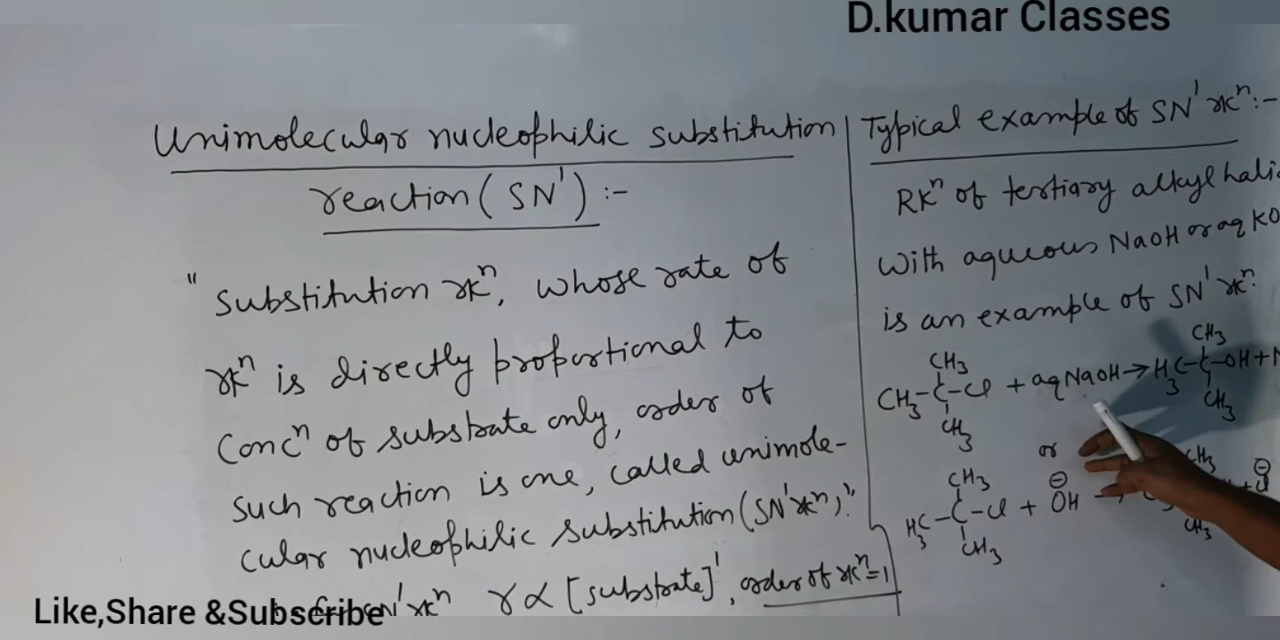 D.kumar Classes
Unimolecular nucleophilic substitution
reaction (SN¹) :-
" Substitution rxⁿ, whose rate of
rxⁿ is directly proportional to
Concⁿ of substrate only, order of
such reaction is one, called unimole-
cular nucleophilic substitution (SN¹rxⁿ)."
SN¹ rxⁿ r ∝ [substrate]¹, order of rxⁿ=1
Typical example of SN¹ rxⁿ:-
Rxⁿ of tertiary alkyl
with aqueous NaOH or aq
is an example of SN¹ rxⁿ.
CH₃ CH₃
CH₃-C-Cl + aq NaOH → H₃C-C-OH +
CH₃ CH₃
or
CH₃ ⊖ CH₃ ⊖
H₃C-C-Cl + OH → + Cl
CH₃ CH₃
Like,Share &Subscribe